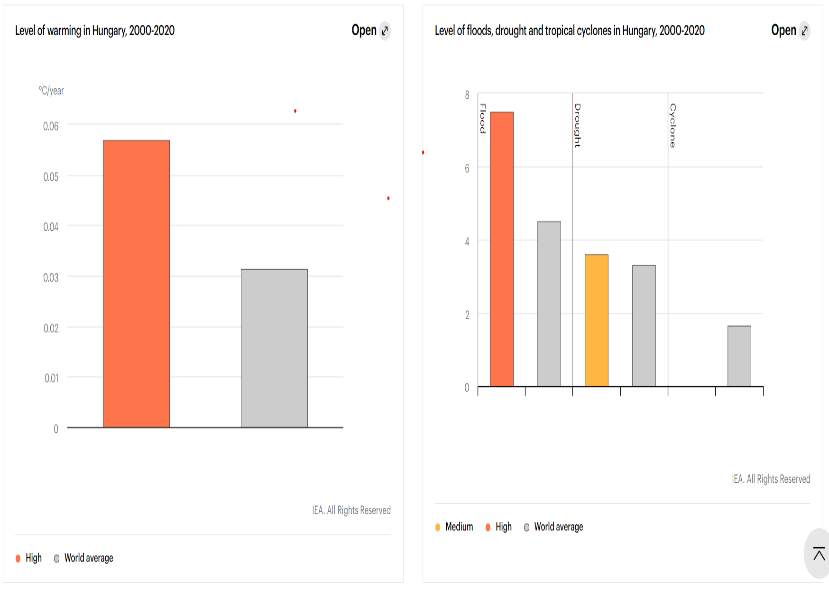 Level of warming in Hungary, 2000-2020
Open
°C/year
0.06
0.05
0.04
0.03
0.02
0.01
0
IEA. All Rights Reserved
High
World average
Level of floods, drought and tropical cyclones in Hungary, 2000-2020
Open
8
6
4
2
0
Flood
Drought
Cyclone
IEA. All Rights Reserved
Medium
High
World average